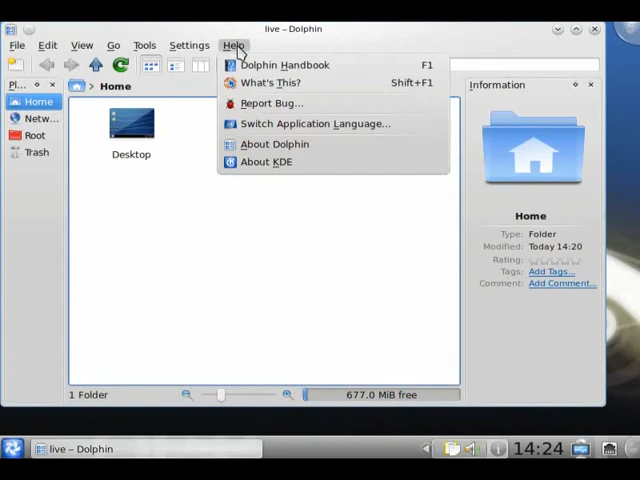 live – Dolphin
File Edit View Go Tools Settings Help
Dolphin Handbook F1
What's This? Shift+F1
Report Bug...
Switch Application Language...
About Dolphin
About KDE
Pl...
Home
Netw...
Root
Trash
Home
Desktop
1 Folder
677.0 MiB free
Information
Home
Type: Folder
Modified: Today 14:20
Rating:
Tags: Add Tags...
Comment: Add Comment...
live – Dolphin
14:24